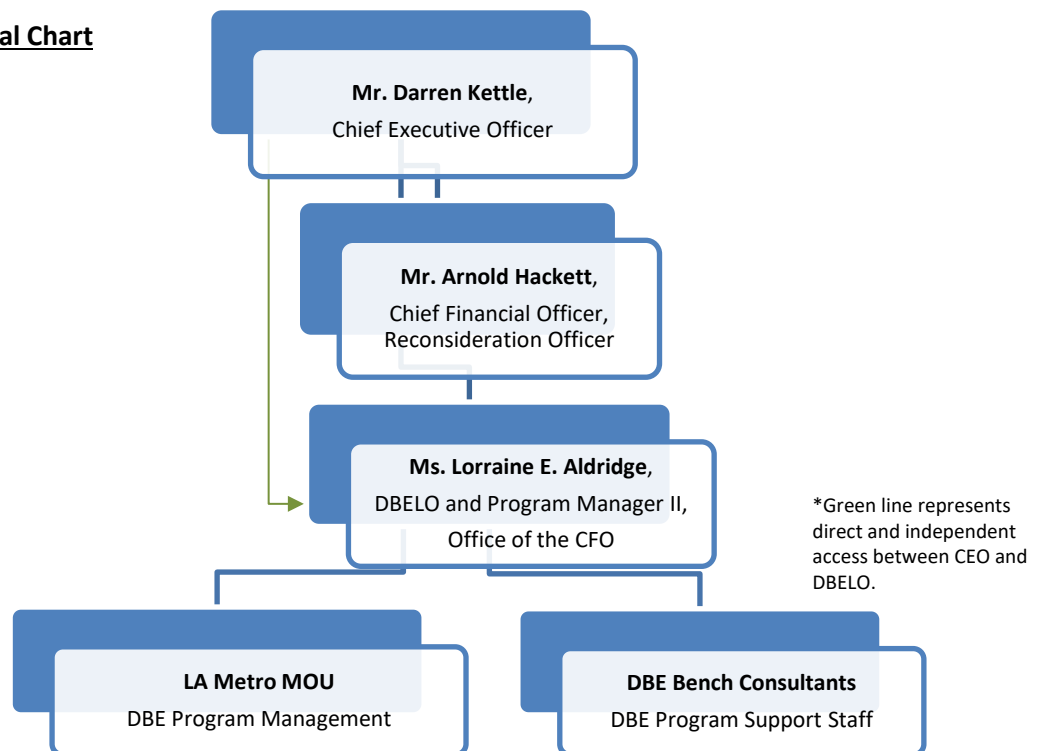 al Chart
Mr. Darren Kettle,
Chief Executive Officer
Mr. Arnold Hackett,
Chief Financial Officer,
Reconsideration Officer
Ms. Lorraine E. Aldridge,
DBELO and Program Manager II,
Office of the CFO
*Green line represents
direct and independent
access between CEO and
DBELO.
LA Metro MOU
DBE Program Management
DBE Bench Consultants
DBE Program Support Staff